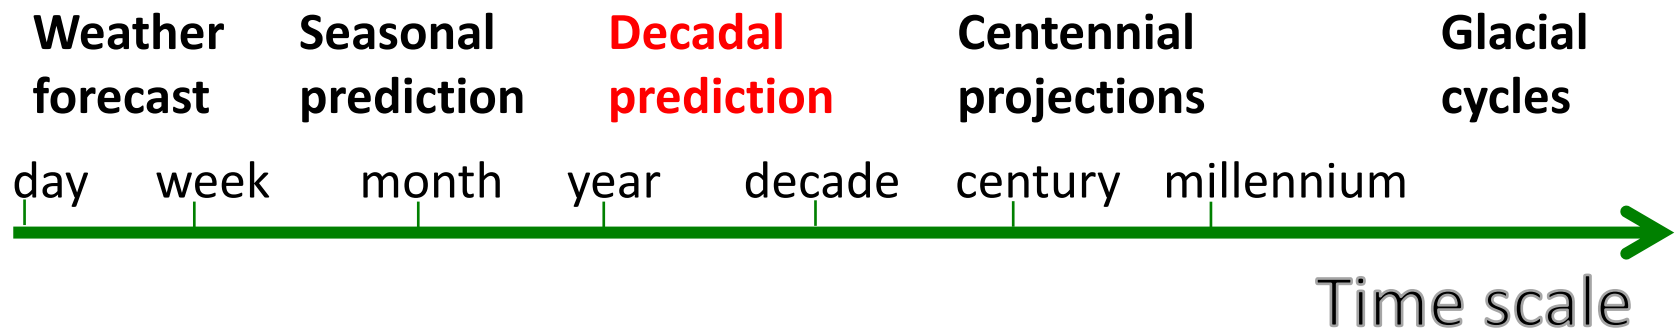 Weather Seasonal Decadal Centennial Glacial
forecast prediction prediction projections cycles
day week month year decade century millennium
Time scale